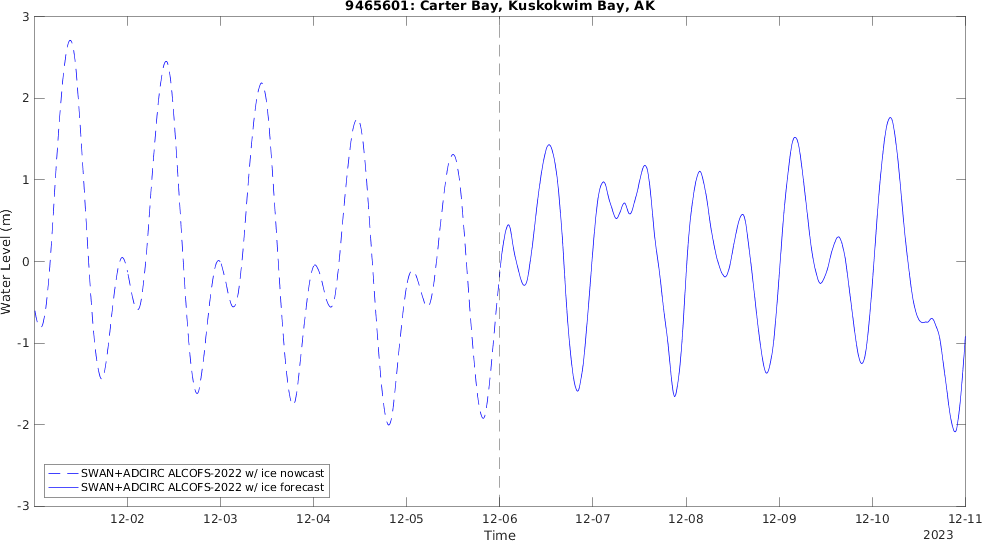 9465601: Carter Bay, Kuskokwim Bay, AK
3
2
1
0
-1
-2
-3
Water Level (m)
SWAN+ADCIRC ALCOFS-2022 w/ ice nowcast
SWAN+ADCIRC ALCOFS-2022 w/ ice forecast
12-02 12-03 12-04 12-05 12-06 12-07 12-08 12-09 12-10 12-11
Time
2023